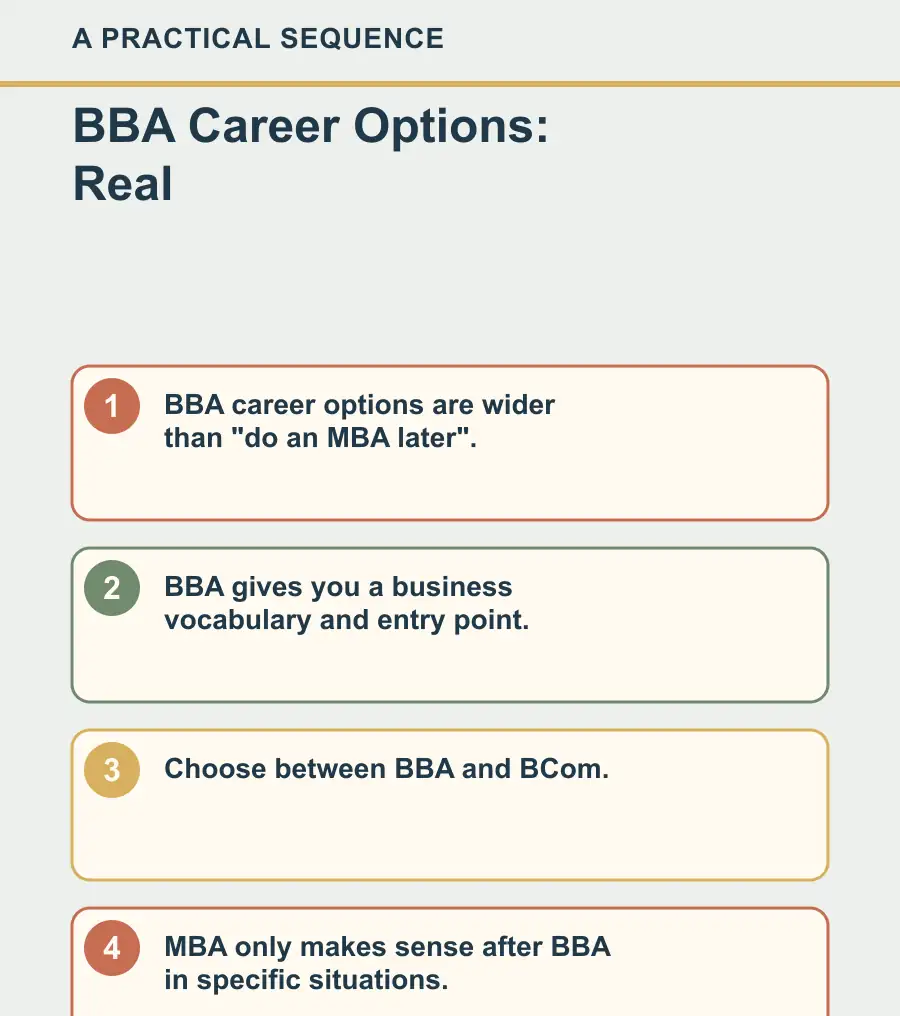 A PRACTICAL SEQUENCE
BBA Career Options:
Real
1
BBA career options are wider
than "do an MBA later".
2
BBA gives you a business
vocabulary and entry point.
3
Choose between BBA and BCom.
4
MBA only makes sense after BBA
in specific situations.